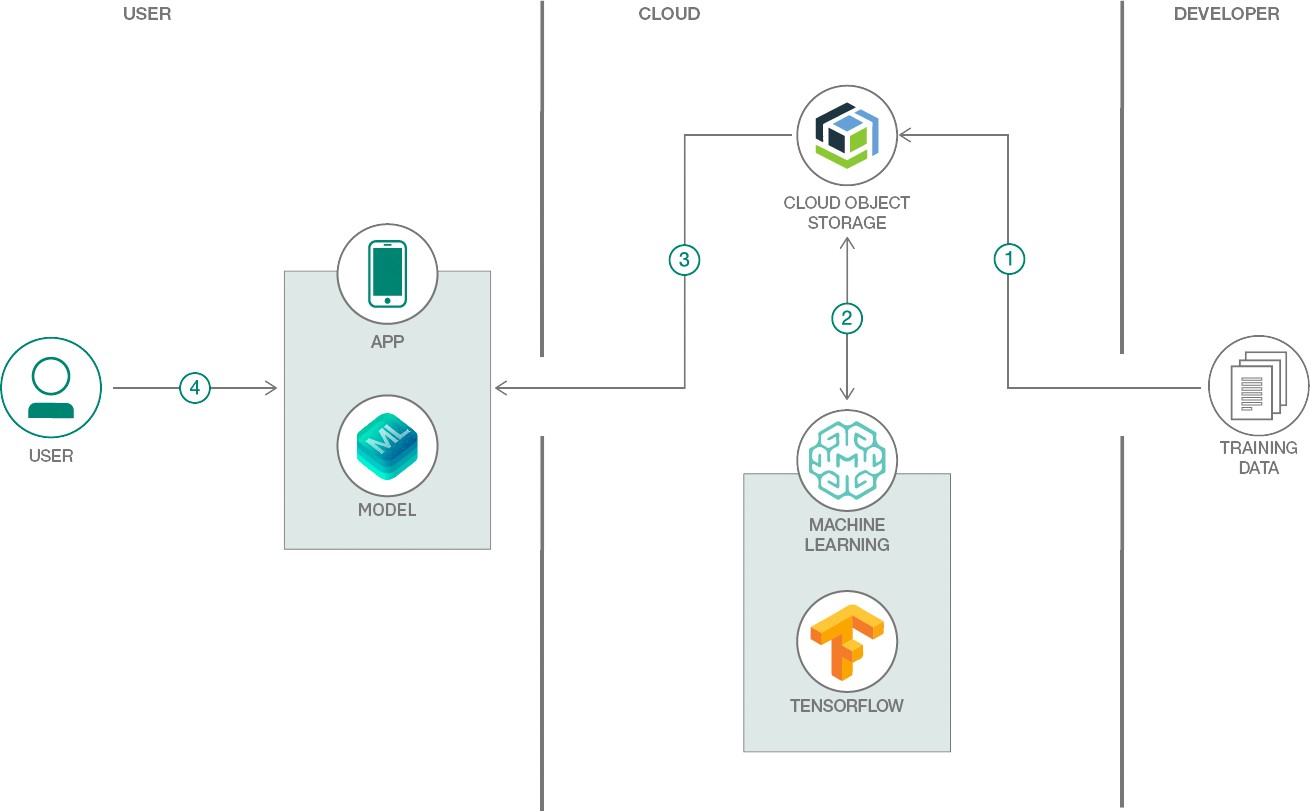 USER
CLOUD
DEVELOPER
CLOUD OBJECT
STORAGE
3
1
2
APP
4
USER
ML
MODEL
TRAINING
DATA
M
MACHINE
LEARNING
TENSORFLOW